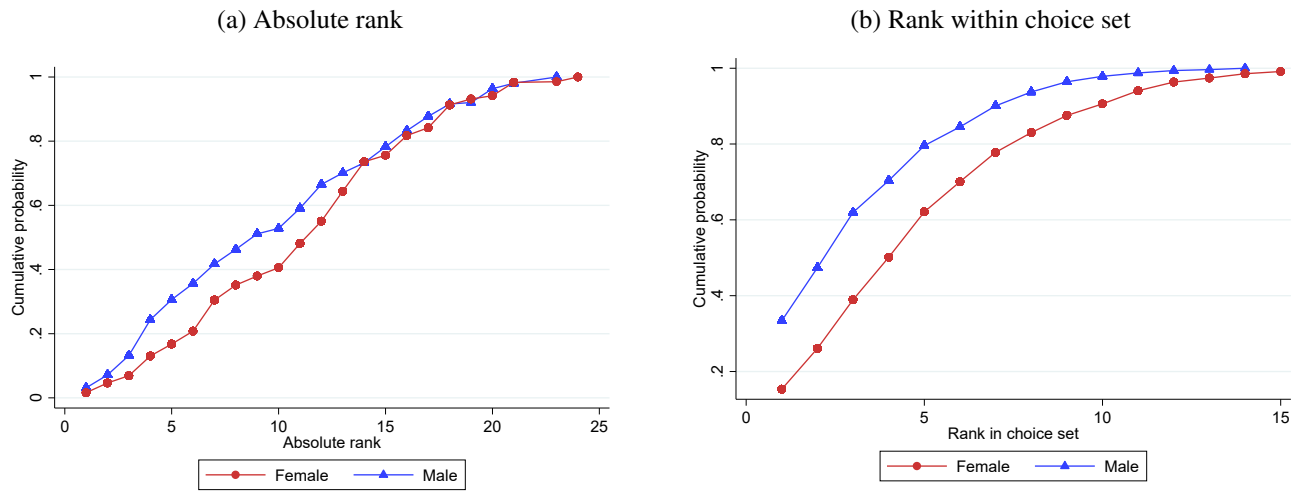 (a) Absolute rank
Cumulative probability
0 .2 .4 .6 .8 1
0 5 10 15 20 25
Absolute rank
Female Male
(b) Rank within choice set
Cumulative probability
.2 .4 .6 .8 1
0 5 10 15
Rank in choice set
Female Male